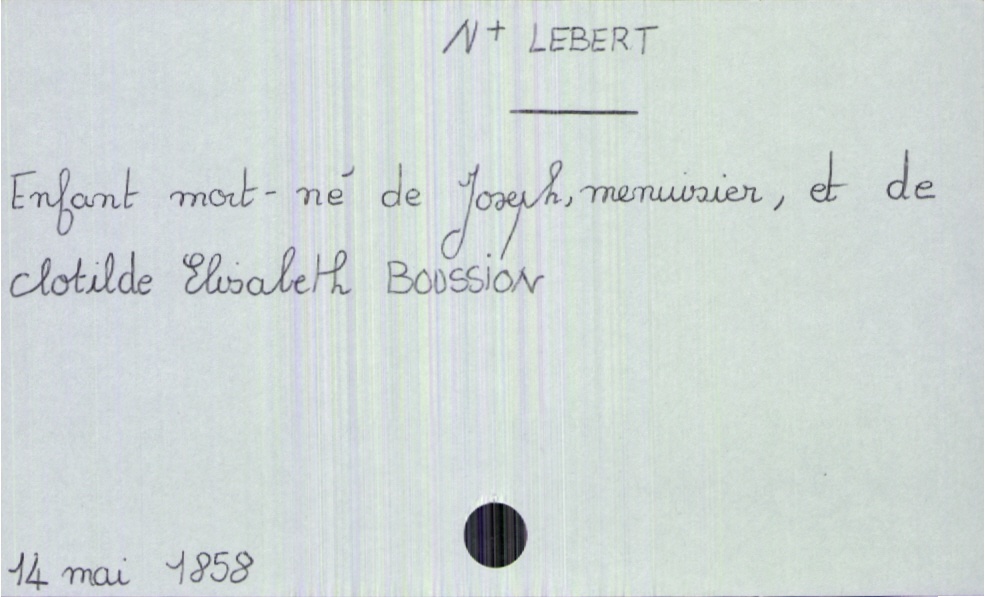 N+ LEBERT
Enfant mort-né de Joseph, menuisier, et de
Clotilde Elisabeth BOUSSION
14 mai 1858